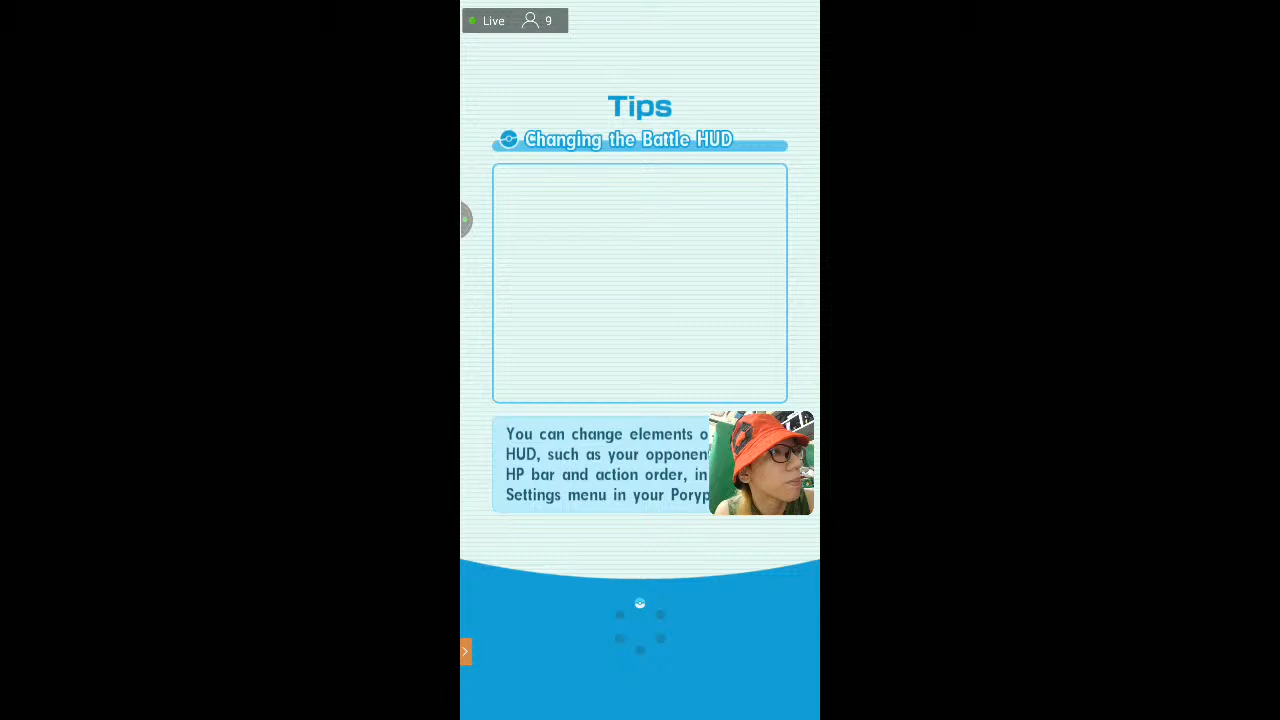 Live 9
Tips
Changing the Battle HUD
You can change elements
HUD, such as your opponen
HP bar and action order, in
Settings menu in your Poryp